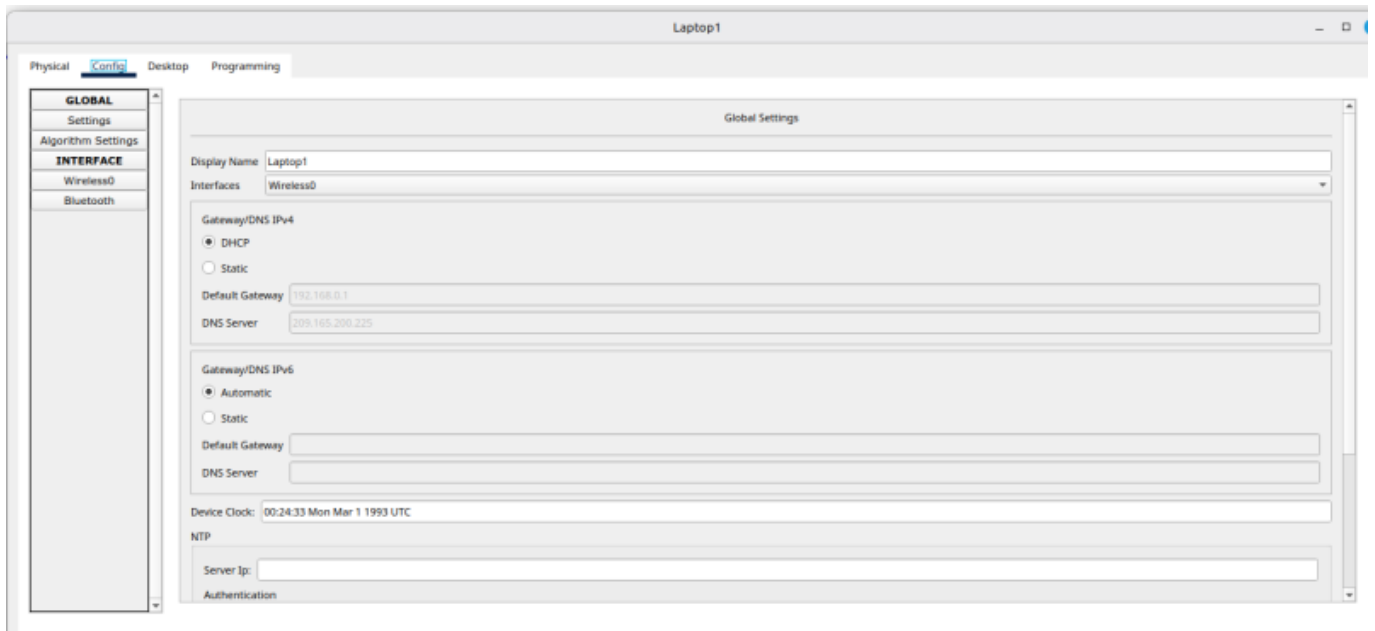 Laptop1
Physical Config Desktop Programming
GLOBAL
Settings
Algorithm Settings
INTERFACE
Wireless0
Bluetooth
Global Settings
Display Name Laptop1
Interfaces Wireless0
Gateway/DNS IPv4
DHCP
Static
Default Gateway 192.168.0.1
DNS Server 209.165.200.225
Gateway/DNS IPv6
Automatic
Static
Default Gateway
DNS Server
Device Clock: 00:24:33 Mon Mar 1 1993 UTC
NTP
Server Ip:
Authentication